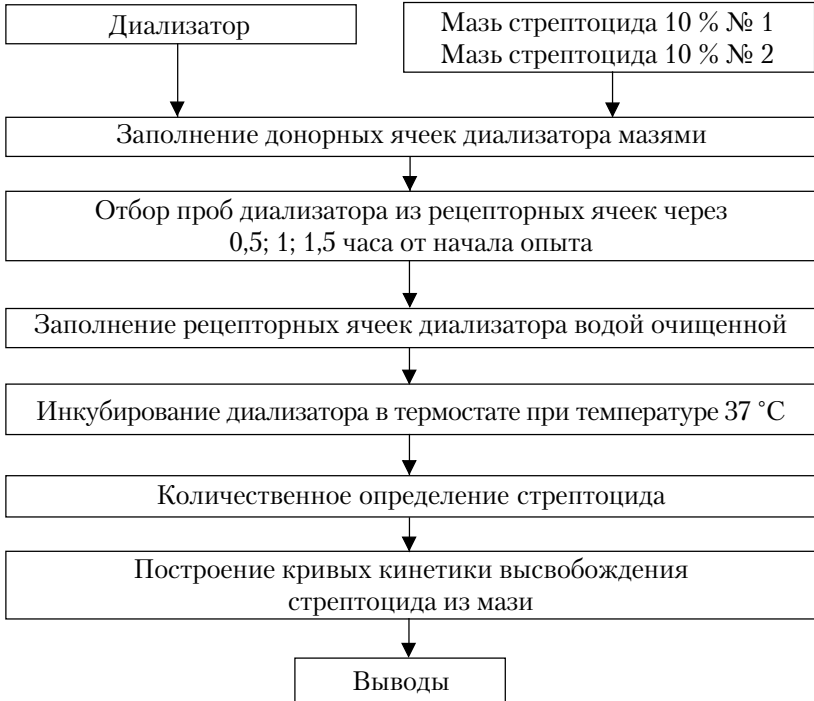 Диализатор
Мазь стрептоцида 10 % № 1
Мазь стрептоцида 10 % № 2
Заполнение донорных ячеек диализатора мазями
Отбор проб диализатора из рецепторных ячеек через
0,5; 1; 1,5 часа от начала опыта
Заполнение рецепторных ячеек диализатора водой очищенной
Инкубирование диализатора в термостате при температуре 37 °С
Количественное определение стрептоцида
Построение кривых кинетики высвобождения
стрептоцида из мази
Выводы